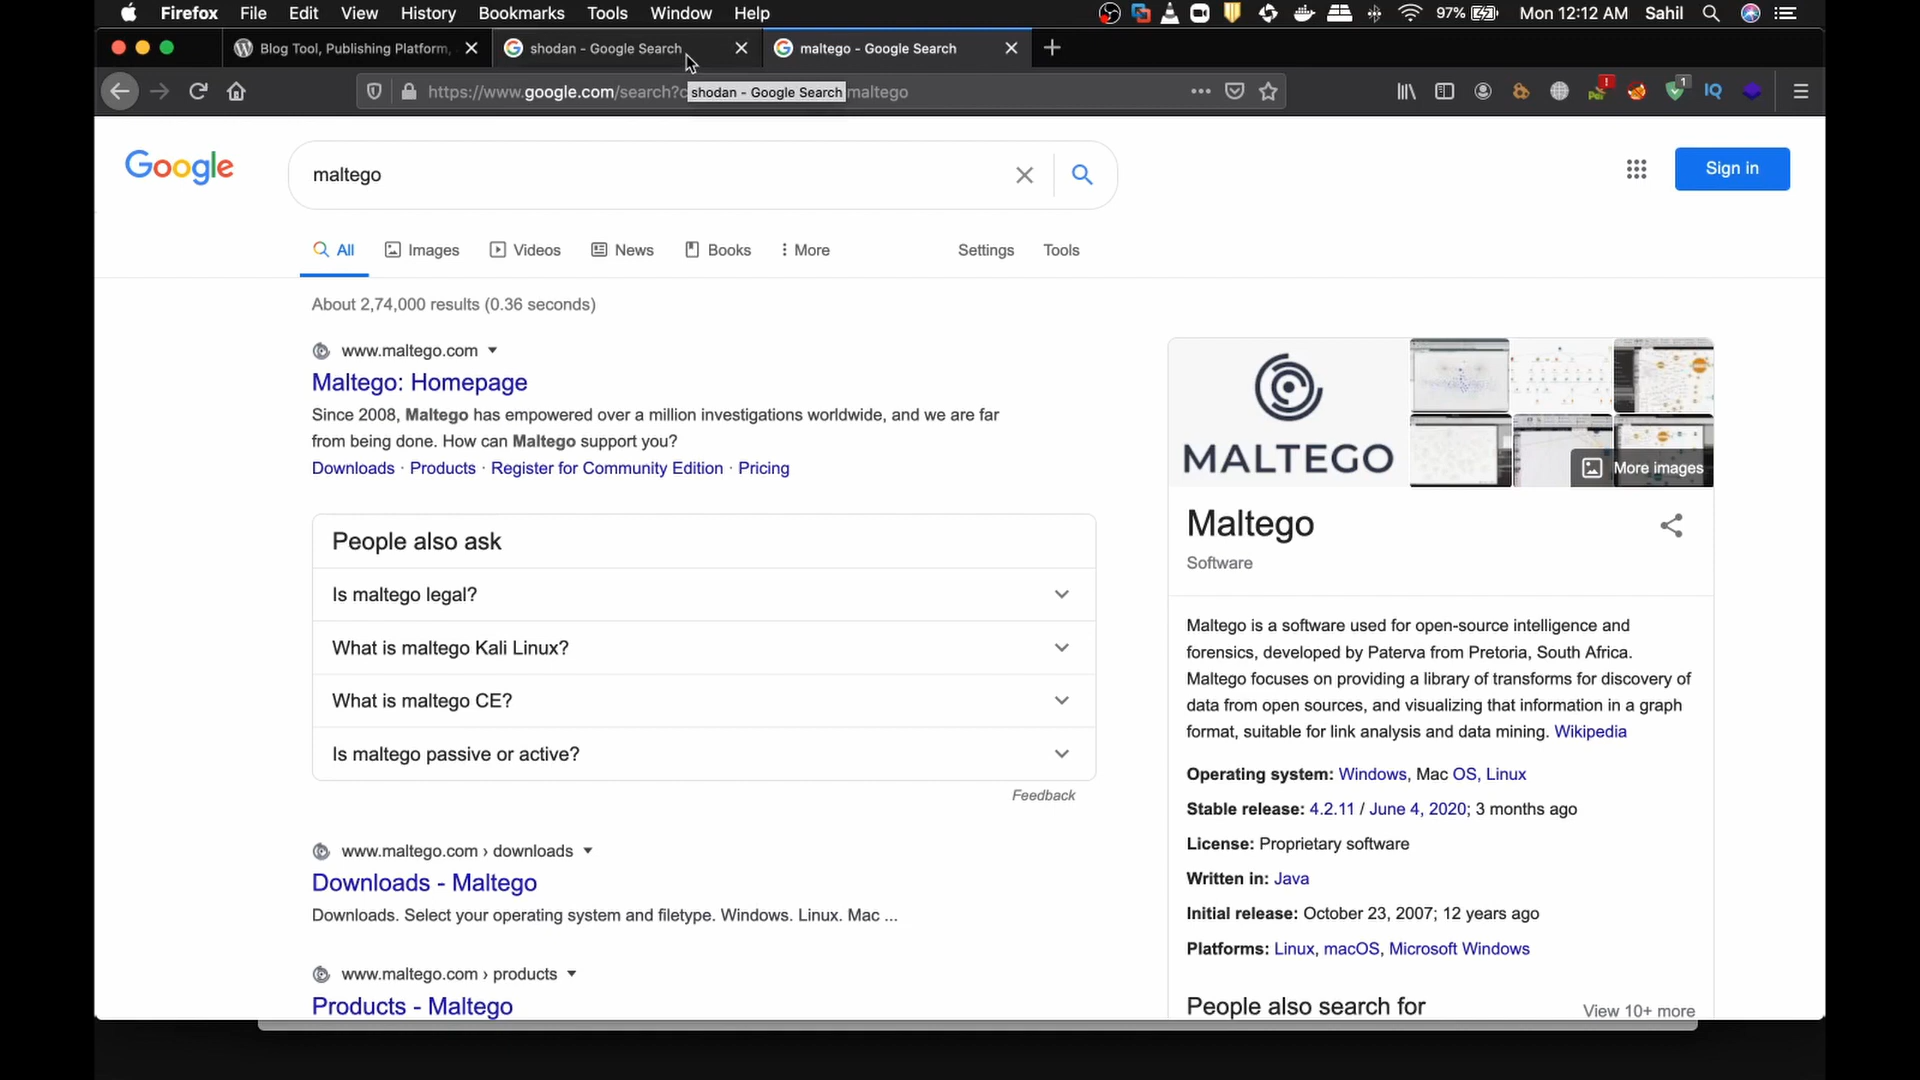 Firefox File Edit View History Bookmarks Tools Window Help 97% Mon 12:12 AM Sahil
Blog Tool, Publishing Platform, shodan - Google Search maltego - Google Search
https://www.google.com/search?c shodan - Google Search maltego 1 IQ
Google maltego Sign in
All Images Videos News Books More Settings Tools
About 2,74,000 results (0.36 seconds)
www.maltego.com
Maltego: Homepage
Since 2008, Maltego has empowered over a million investigations worldwide, and we are far
from being done. How can Maltego support you?
Downloads · Products · Register for Community Edition · Pricing
People also ask
Is maltego legal?
What is maltego Kali Linux?
What is maltego CE?
Is maltego passive or active?
Feedback
www.maltego.com › downloads
Downloads - Maltego
Downloads. Select your operating system and filetype. Windows. Linux. Mac ...
www.maltego.com › products
Products - Maltego
MALTEGO
More images
Maltego
Software
Maltego is a software used for open-source intelligence and
forensics, developed by Paterva from Pretoria, South Africa.
Maltego focuses on providing a library of transforms for discovery of
data from open sources, and visualizing that information in a graph
format, suitable for link analysis and data mining. Wikipedia
Operating system: Windows, Mac OS, Linux
Stable release: 4.2.11 / June 4, 2020; 3 months ago
License: Proprietary software
Written in: Java
Initial release: October 23, 2007; 12 years ago
Platforms: Linux, macOS, Microsoft Windows
People also search for View 10+ more